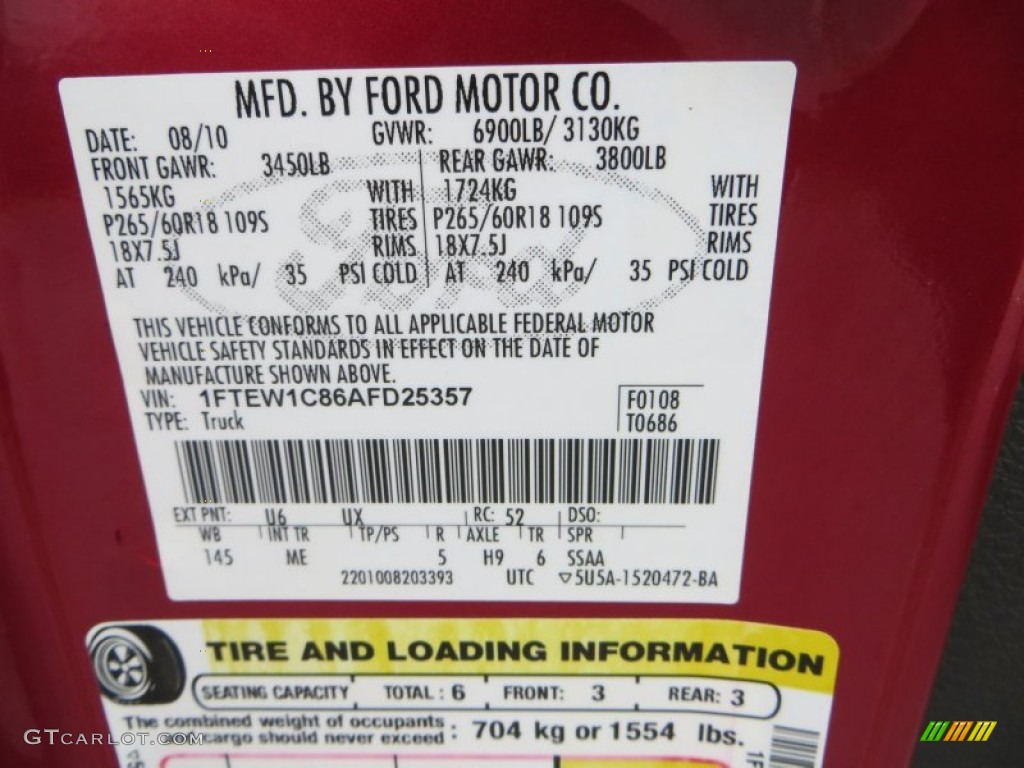 MFD. BY FORD MOTOR CO.
DATE: 08/10 GVWR: 6900LB/ 3130KG
FRONT GAWR: 3450LB REAR GAWR: 3800LB
1565KG WITH 1724KG WITH
P265/60R18 109S TIRES P265/60R18 109S TIRES
18X7.5J RIMS 18X7.5J RIMS
AT 240 kPa/ 35 PSI COLD AT 240 kPa/ 35 PSI COLD
Ford
THIS VEHICLE CONFORMS TO ALL APPLICABLE FEDERAL MOTOR
VEHICLE SAFETY STANDARDS IN EFFECT ON THE DATE OF
MANUFACTURE SHOWN ABOVE.
VIN: 1FTEW1C86AFD25357 F0108
TYPE: Truck T0686
EXT PNT: U6 UX RC: 52 DSO:
WB INT TR TP/PS R AXLE TR SPR
145 ME 5 H9 6 SSAA
2201008203393 UTC ▽5U5A-1520472-BA
TIRE AND LOADING INFORMATION
SEATING CAPACITY TOTAL : 6 FRONT: 3 REAR: 3
The combined weight of occupants
cargo should never exceed : 704 kg or 1554 lbs.
GTCARLOT.COM